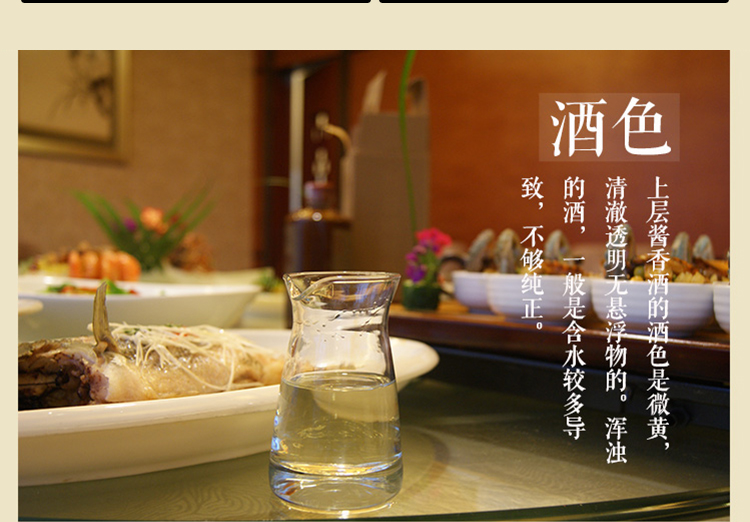 酒色
上层酱香酒的酒色是微黄，
清澈透明无悬浮物的。浑浊
的酒，一般是含水较多导
致，不够纯正。